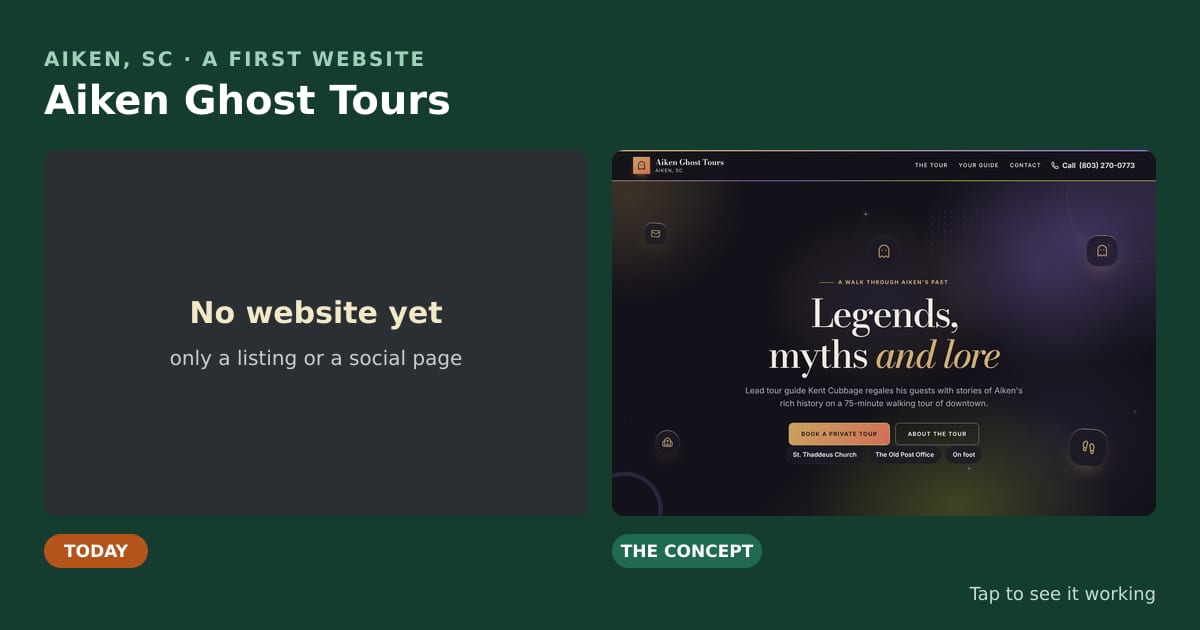 AIKEN, SC · A FIRST WEBSITE
Aiken Ghost Tours
No website yet
only a listing or a social page
TODAY
Aiken Ghost Tours
AIKEN, SC
THE TOUR YOUR GUIDE CONTACT Call (803) 270-0773
A WALK THROUGH AIKEN'S PAST
Legends,
myths and lore
Lead tour guide Kent Cubbage regales his guests with stories of Aiken's
rich history on a 75-minute walking tour of downtown.
BOOK A PRIVATE TOUR ABOUT THE TOUR
St. Thaddeus Church The Old Post Office On foot
THE CONCEPT
Tap to see it working